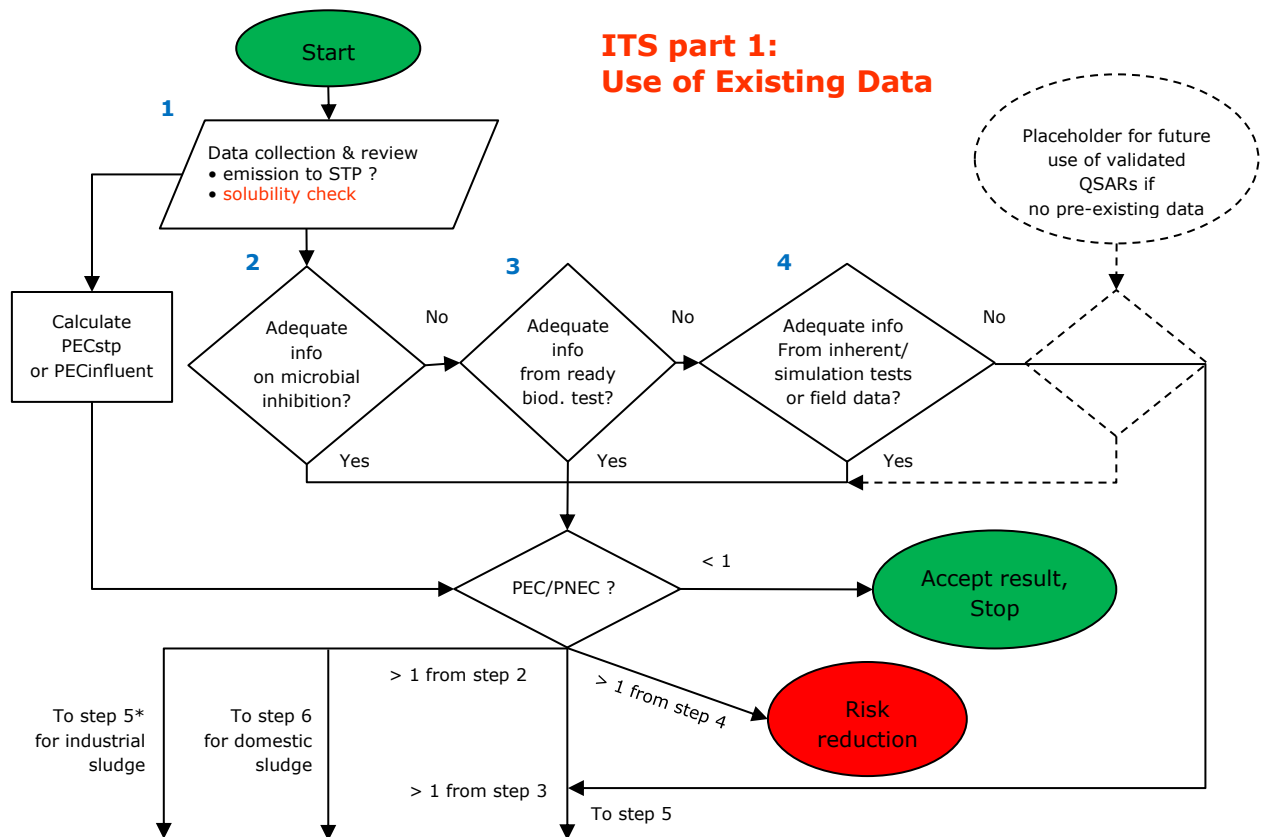 Start
ITS part 1:
Use of Existing Data
1
Data collection & review
• emission to STP ?
• solubility check
Placeholder for future
use of validated
QSARs if
no pre-existing data
2
3
4
Calculate
PECstp
or PECinfluent
Adequate
info
on microbial
inhibition?
No
Adequate
info
from ready
biod. test?
No
Adequate info
From inherent/
simulation tests
or field data?
No
Yes
Yes
Yes
PEC/PNEC ?
< 1
Accept result,
Stop
> 1 from step 2
> 1 from step 4
Risk
reduction
To step 5*
for industrial
sludge
To step 6
for domestic
sludge
> 1 from step 3
To step 5